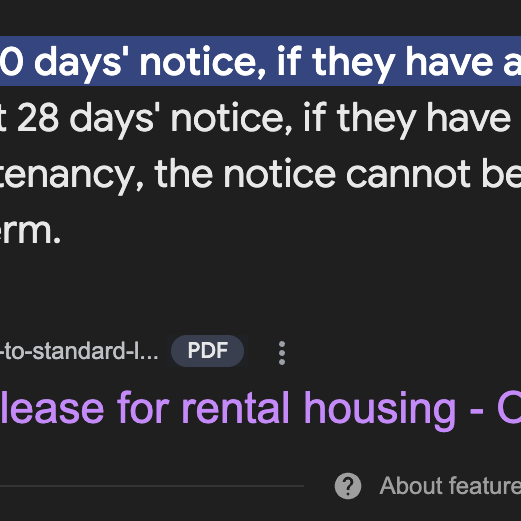 0 days' notice, if they have a
t 28 days' notice, if they have
tenancy, the notice cannot be
erm.
-to-standard-l... PDF
lease for rental housing - O
? About feature